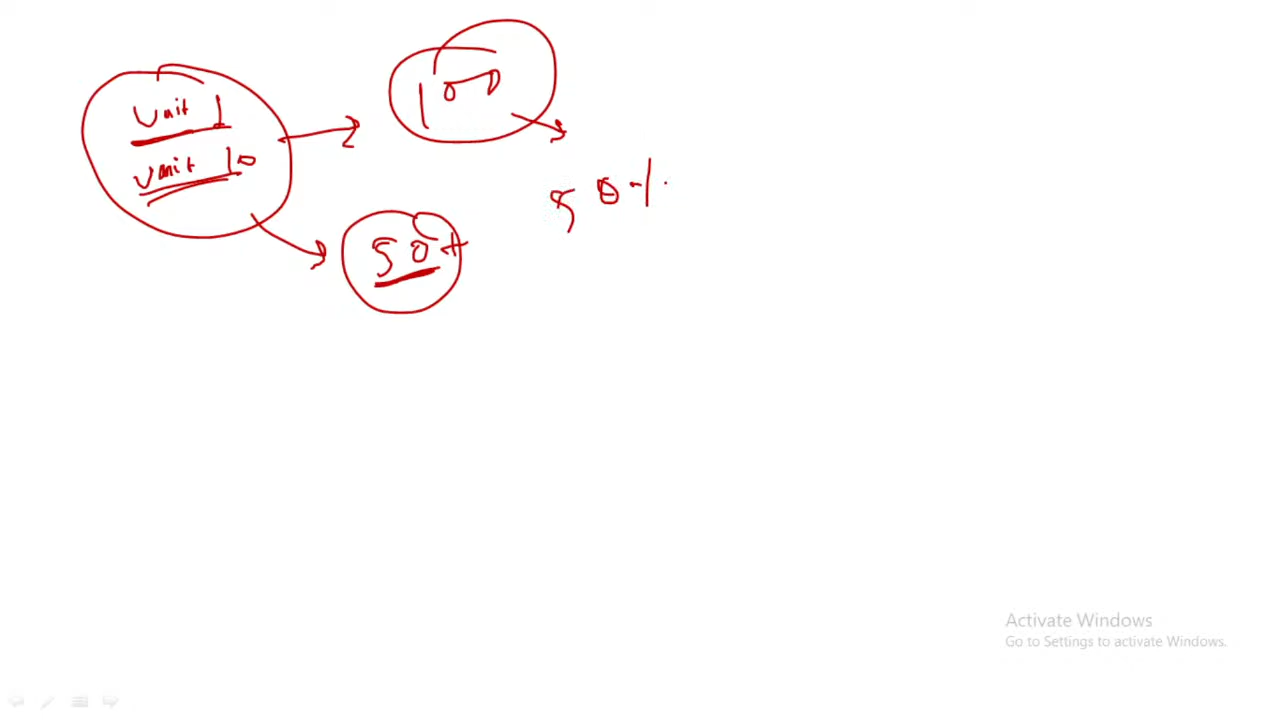 Unit 1
Unit 10
100
50%
50+
Activate Windows
Go to Settings to activate Windows.